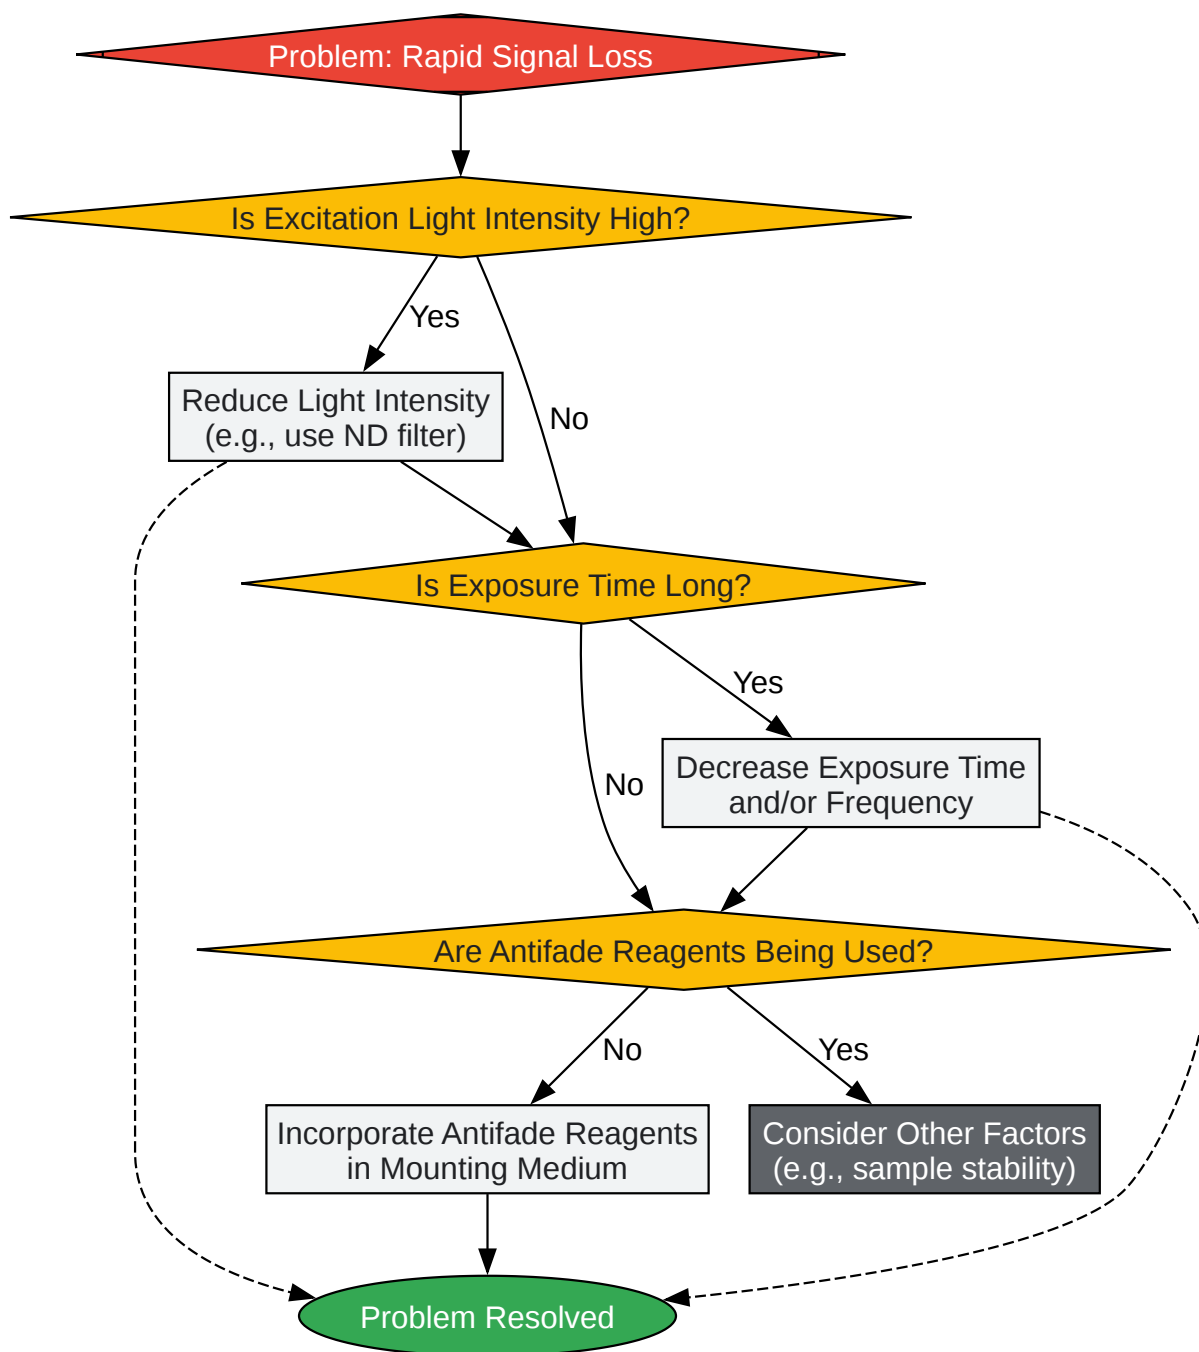 Problem: Rapid Signal Loss
Is Excitation Light Intensity High?
Yes
Reduce Light Intensity
(e.g., use ND filter)
No
Is Exposure Time Long?
Yes
Decrease Exposure Time
and/or Frequency
No
Are Antifade Reagents Being Used?
No
Yes
Incorporate Antifade Reagents
in Mounting Medium
Consider Other Factors
(e.g., sample stability)
Problem Resolved